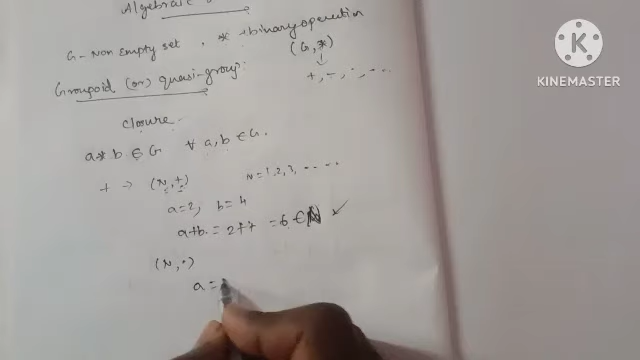 Algebraic
G - Non Empty set , * → binary operation
(G, *)
↓
+, -, ·, ...
Groupoid (or) quasi-group:
closure
a * b ∈ G ∀ a, b ∈ G.
+ → (N, +) N = 1, 2, 3, ....
a = 2, b = 4
a+b = 2+4 = 6 ∈ N ✓
(N, ·)
a =
K
KINEMASTER